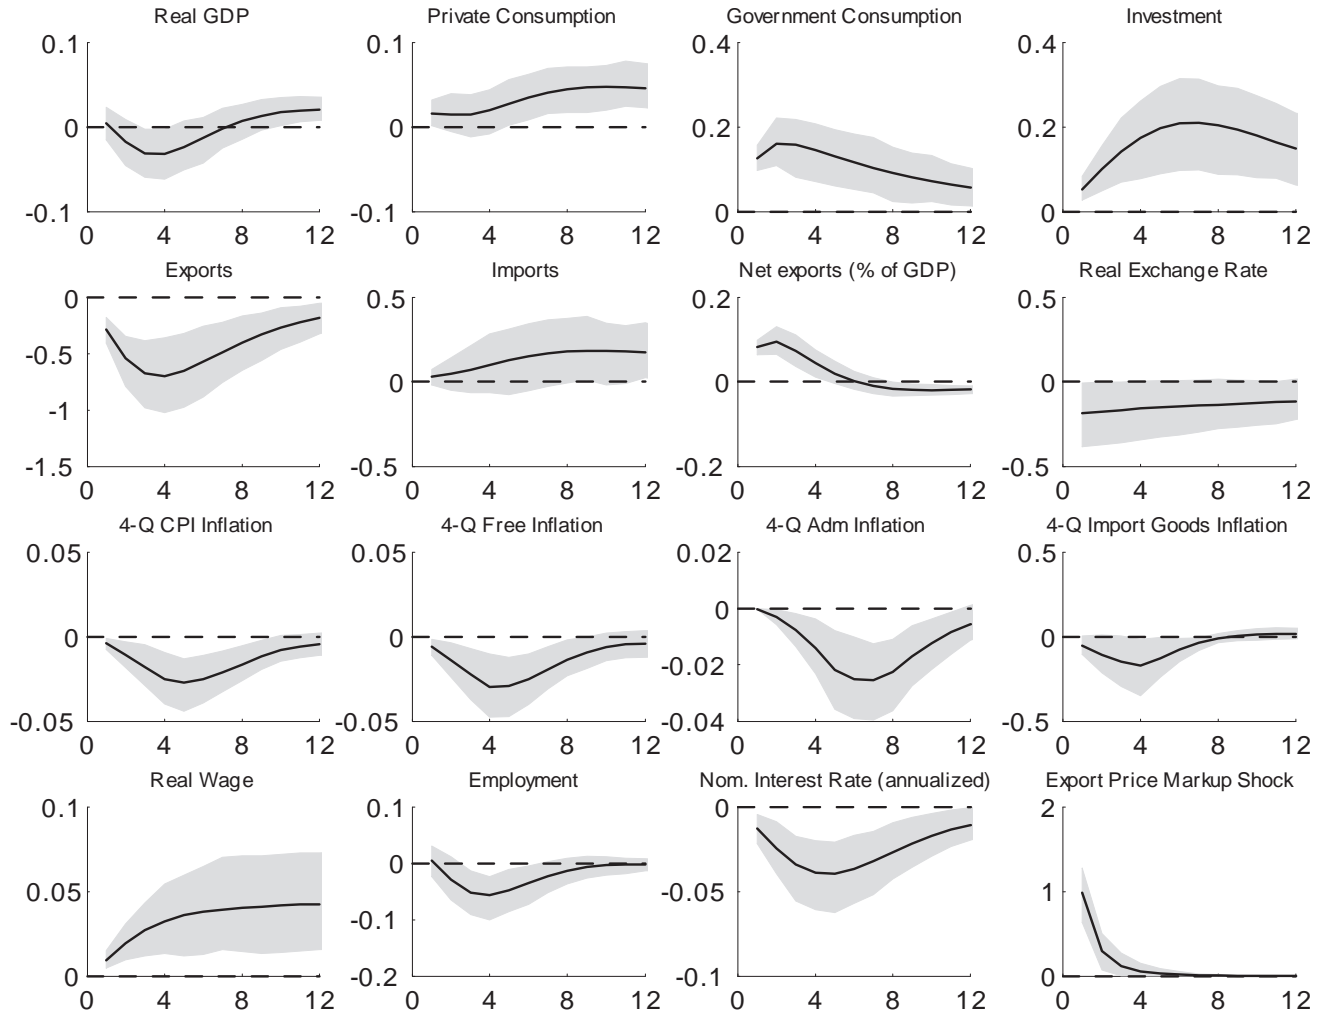 Real GDP
Private Consumption
Government Consumption
Investment
0.1
0
-0.1
0 4 8 12
0.1
0
-0.1
0 4 8 12
0.4
0.2
0
0 4 8 12
0.4
0.2
0
0 4 8 12
Exports
Imports
Net exports (% of GDP)
Real Exchange Rate
0
-0.5
-1
-1.5
0 4 8 12
0.5
0
-0.5
0 4 8 12
0.2
0
-0.2
0 4 8 12
0.5
0
-0.5
0 4 8 12
4-Q CPI Inflation
4-Q Free Inflation
4-Q Adm Inflation
4-Q Import Goods Inflation
0.05
0
-0.05
0 4 8 12
0.05
0
-0.05
0 4 8 12
0.02
0
-0.02
-0.04
0 4 8 12
0.5
0
-0.5
0 4 8 12
Real Wage
Employment
Nom. Interest Rate (annualized)
Export Price Markup Shock
0.1
0.05
0
0 4 8 12
0.1
0
-0.1
-0.2
0 4 8 12
0
-0.05
-0.1
0 4 8 12
2
1
0
0 4 8 12